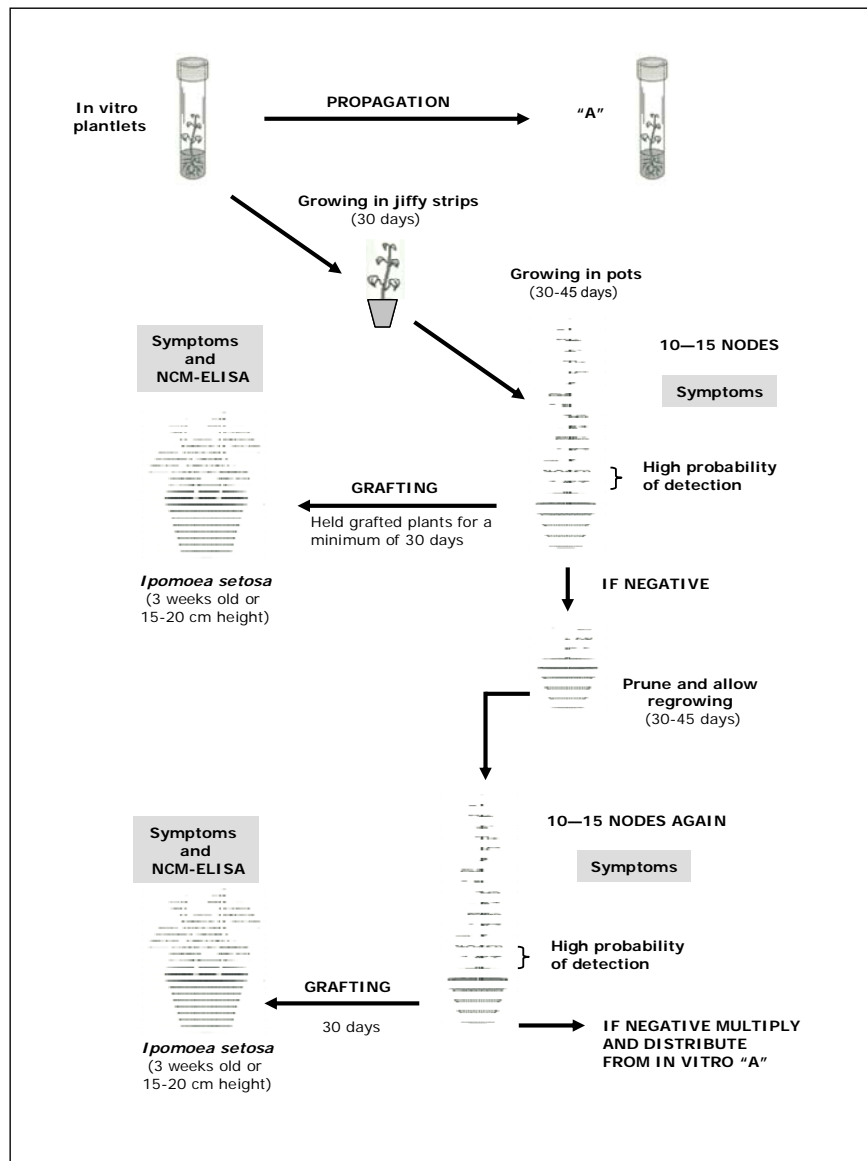 In vitro
plantlets
PROPAGATION
“A”
Growing in jiffy strips
(30 days)
Growing in pots
(30-45 days)
Symptoms
and
NCM-ELISA
10—15 NODES
Symptoms
High probability
of detection
GRAFTING
Held grafted plants for a
minimum of 30 days
Ipomoea setosa
(3 weeks old or
15-20 cm height)
IF NEGATIVE
Prune and allow
regrowing
(30-45 days)
10—15 NODES AGAIN
Symptoms
and
NCM-ELISA
Symptoms
High probability
of detection
GRAFTING
30 days
Ipomoea setosa
(3 weeks old or
15-20 cm height)
IF NEGATIVE MULTIPLY
AND DISTRIBUTE
FROM IN VITRO “A”